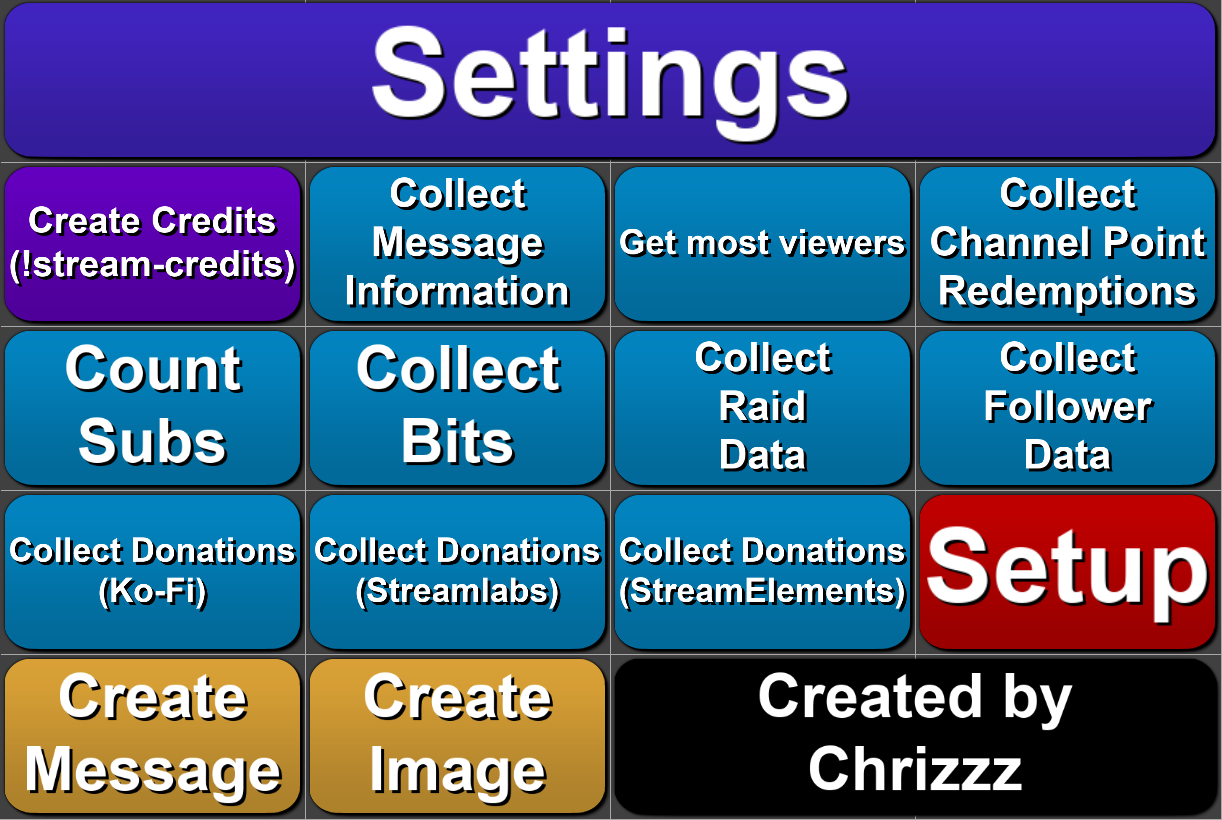 Settings
Create Credits
(!stream-credits)
Collect
Message
Information
Get most viewers
Collect
Channel Point
Redemptions
Count
Subs
Collect
Bits
Collect
Raid
Data
Collect
Follower
Data
Collect Donations
(Ko-Fi)
Collect Donations
(Streamlabs)
Collect Donations
(StreamElements)
Setup
Create
Message
Create
Image
Created by
Chrizzz